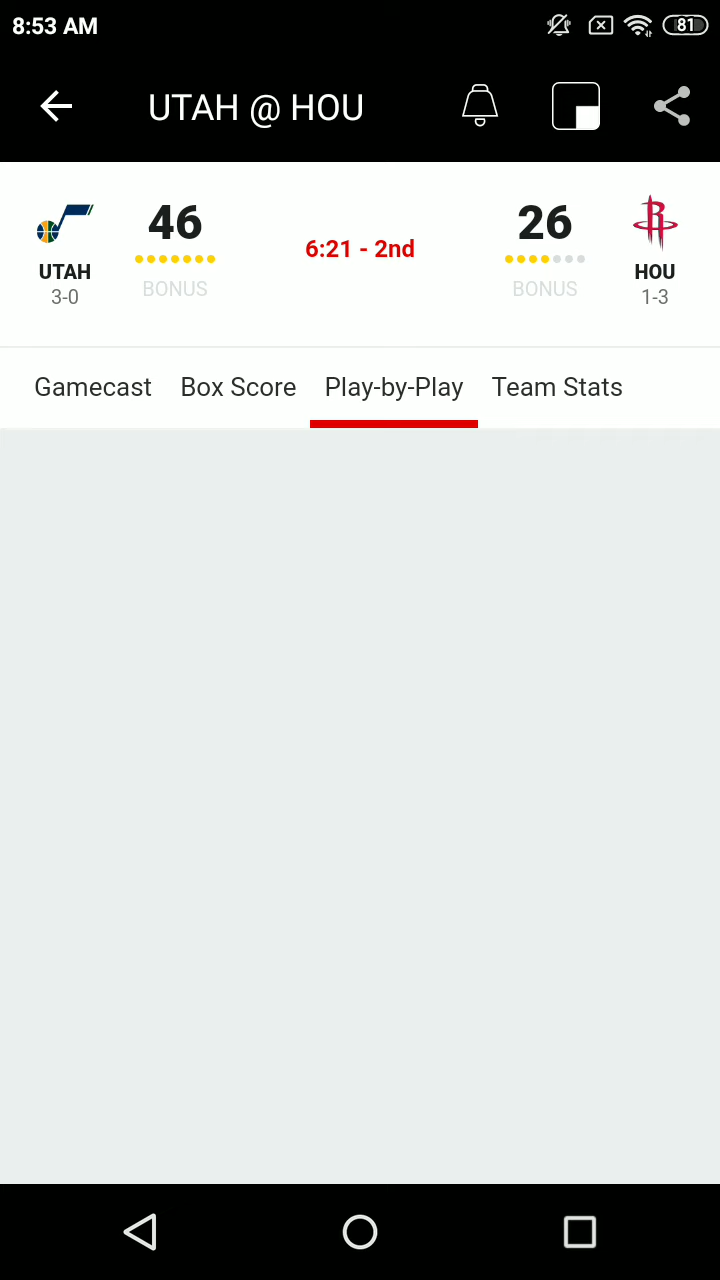 8:53 AM
81
UTAH @ HOU
46
26
6:21 - 2nd
UTAH
HOU
3-0
BONUS
BONUS
1-3
Gamecast
Box Score
Play-by-Play
Team Stats